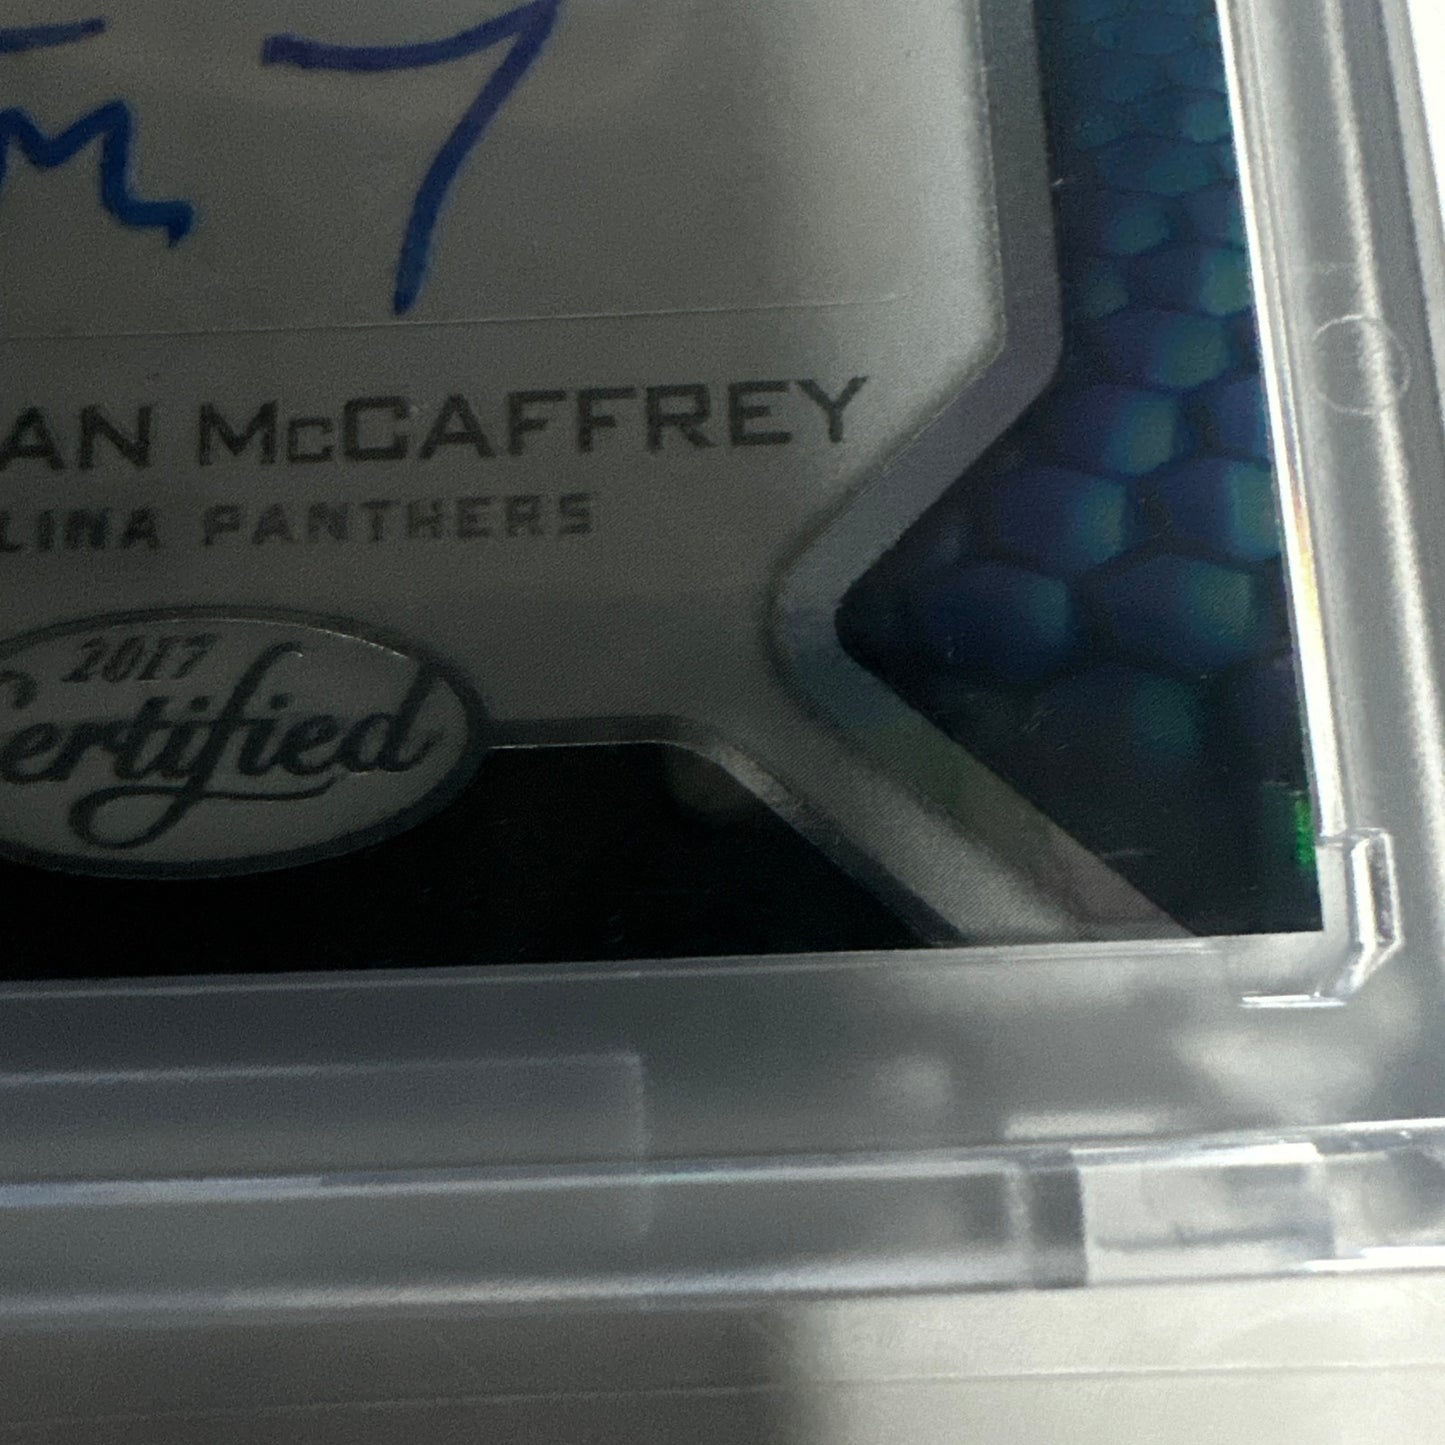 AN McCAFFREY
LINA PANTHERS
2017
Certified